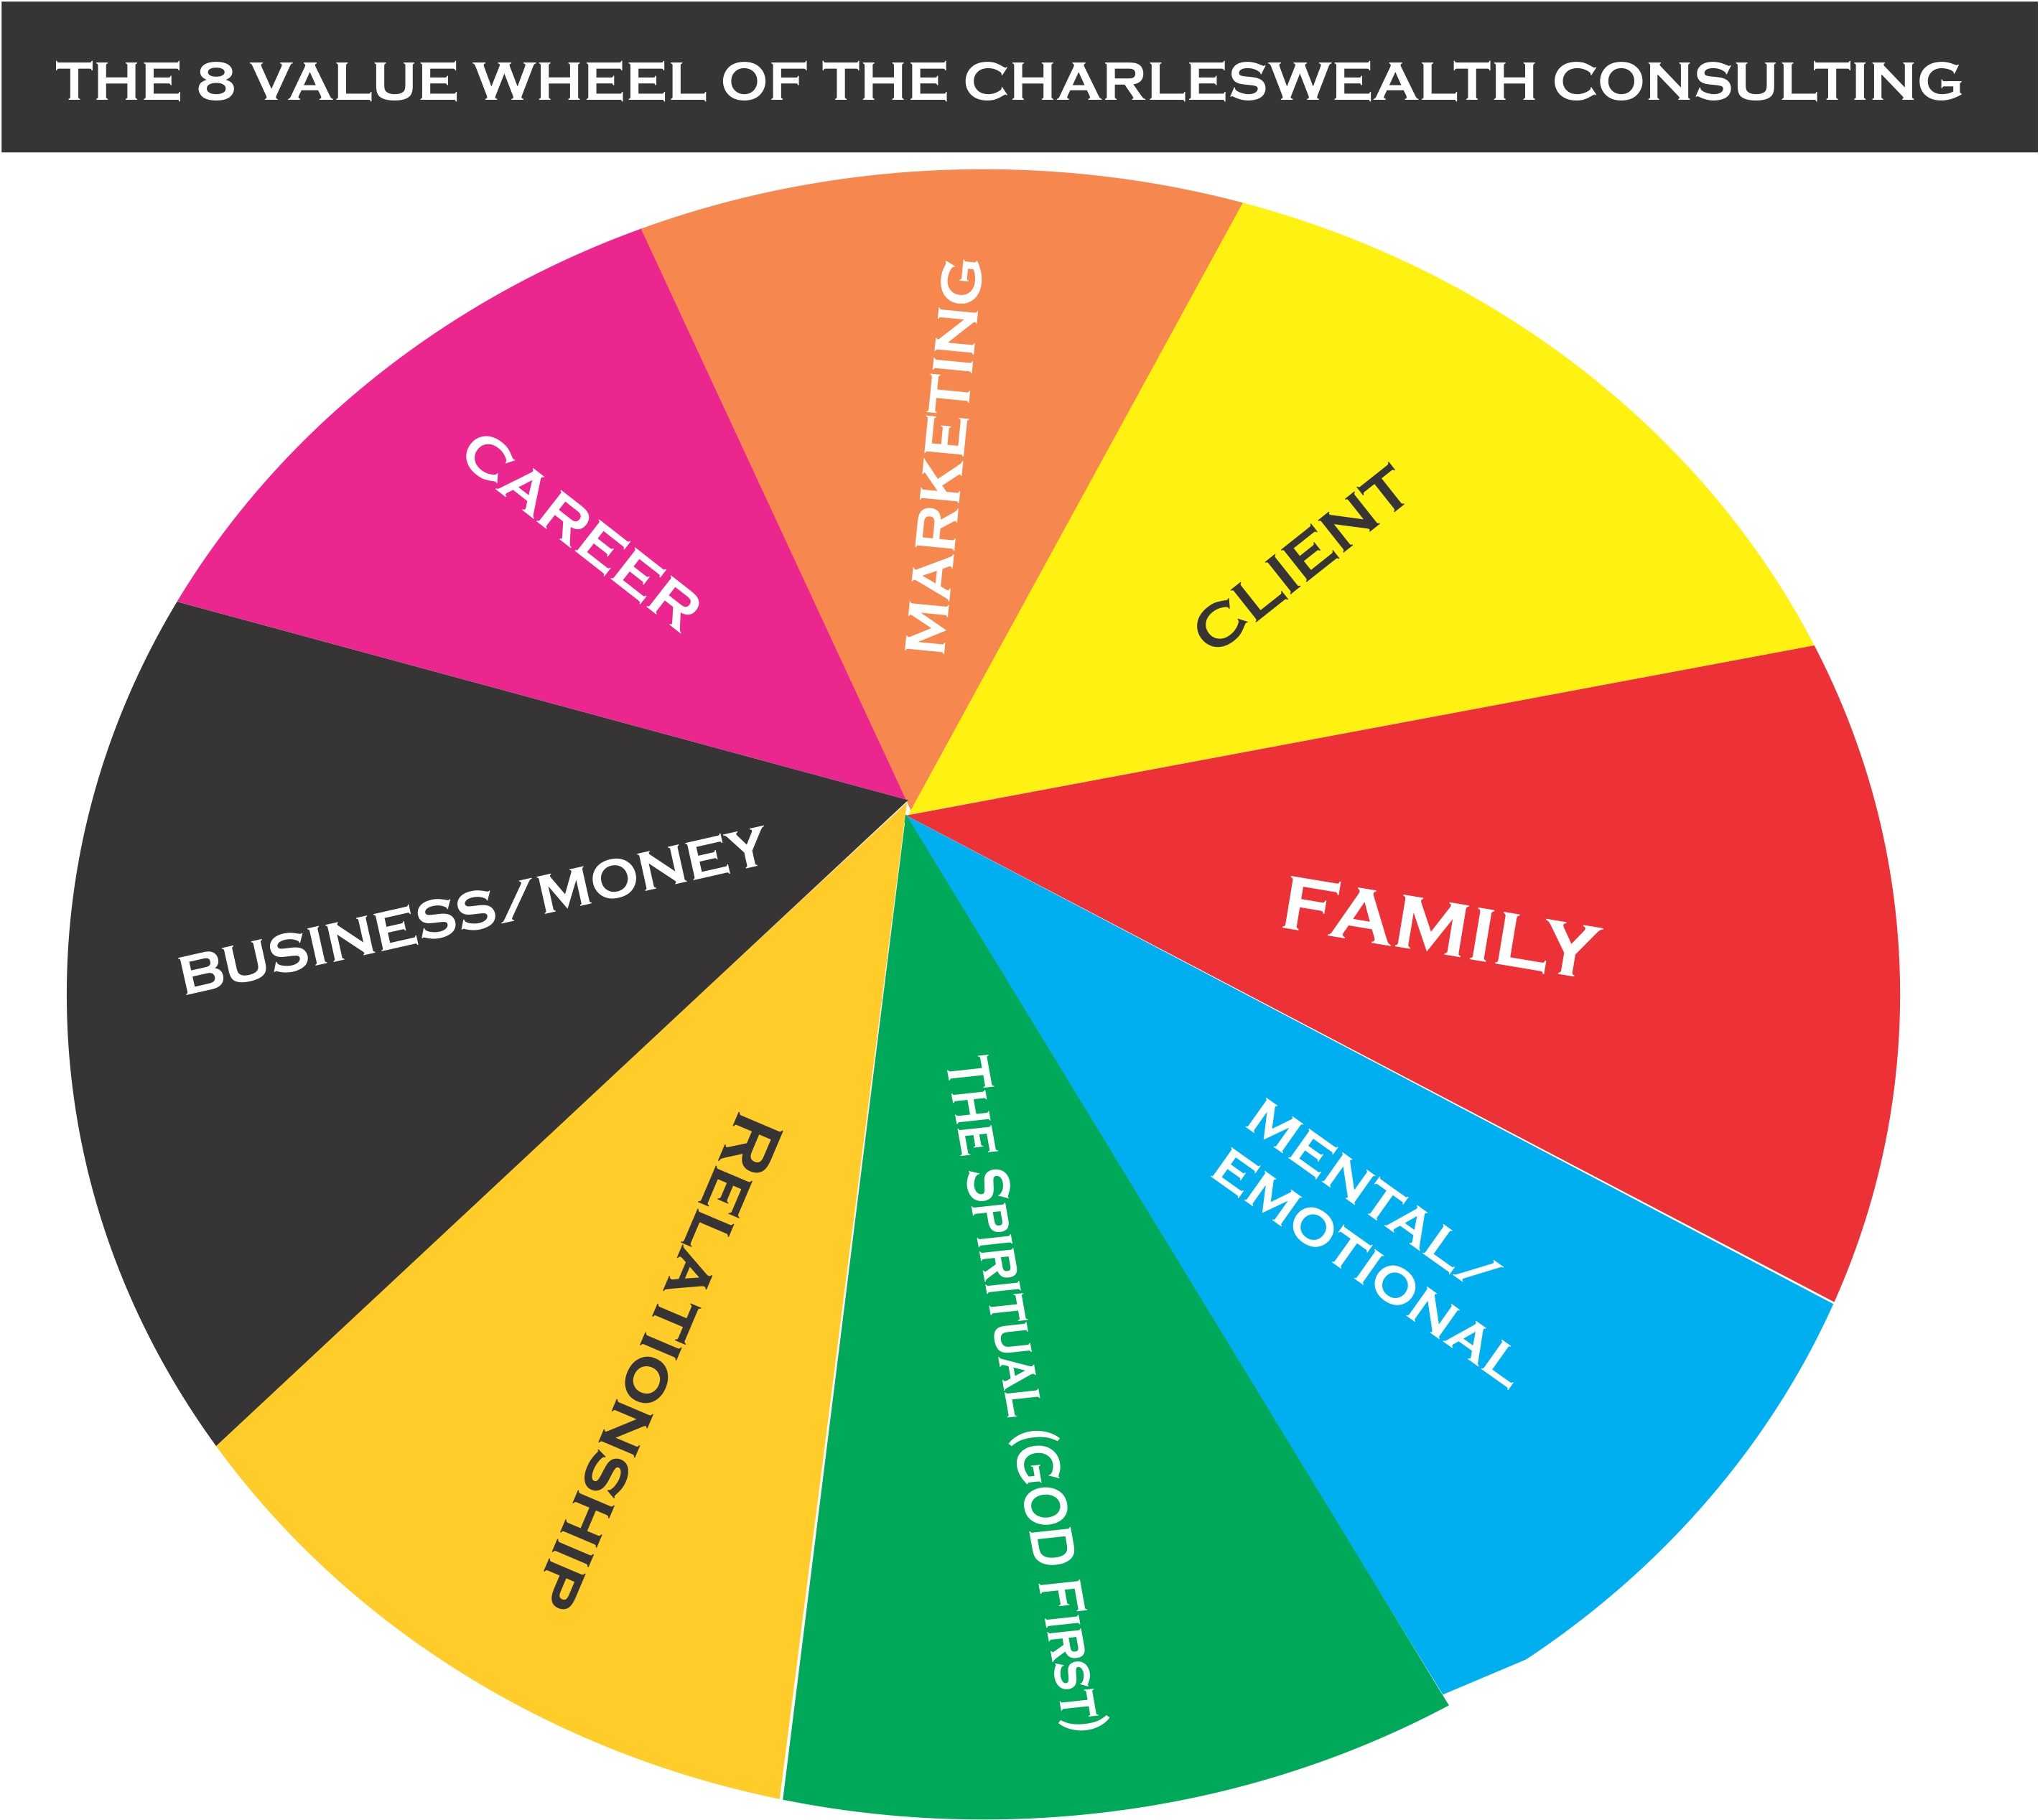 THE 8 VALUE WHEEL OF THE CHARLESWEALTH CONSULTING
MARKETING
CLIENT
FAMILY
MENTAL/
EMOTIONAL
THE SPIRITUAL (GOD FIRST)
RELATIONSHIP
BUSINESS/MONEY
CAREER